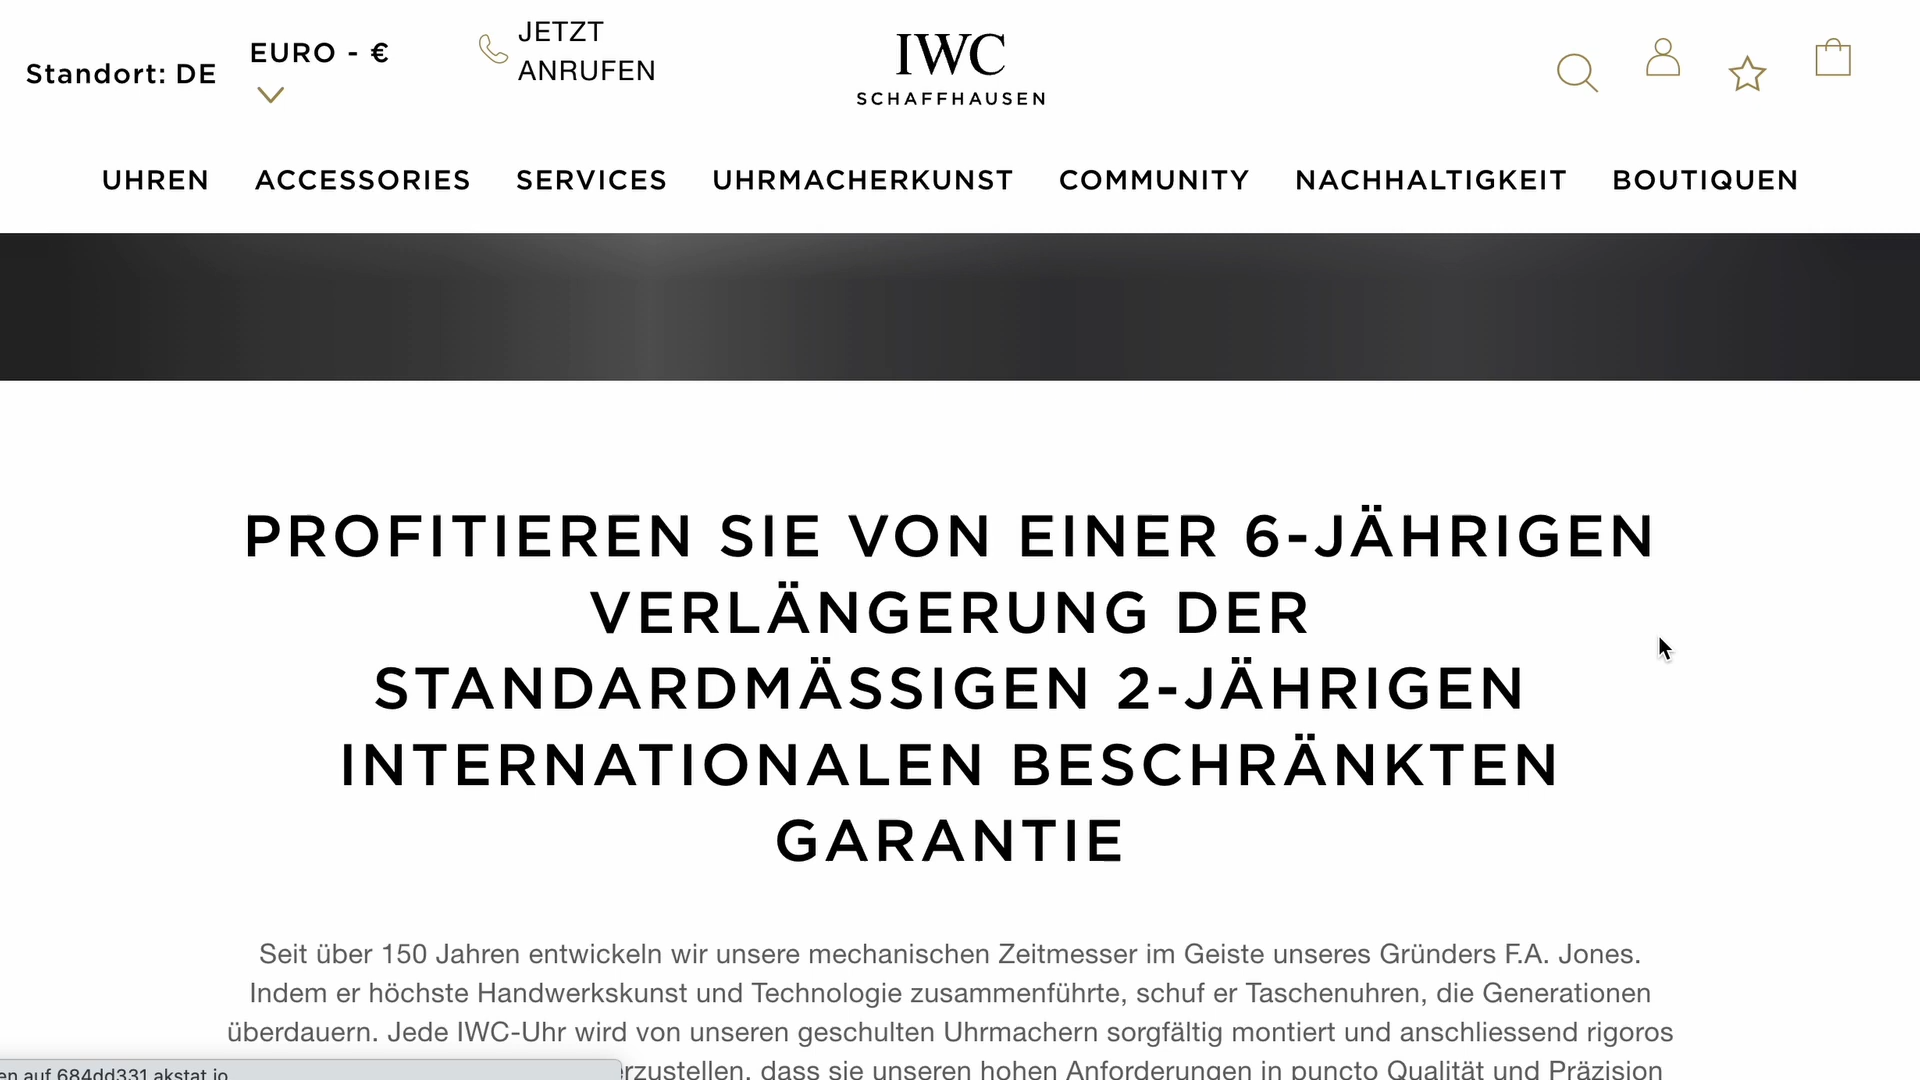 Standort: DE
EURO - €
JETZT
ANRUFEN
IWC
SCHAFFHAUSEN
UHREN ACCESSORIES SERVICES UHRMACHERKUNST COMMUNITY NACHHALTIGKEIT BOUTIQUEN
PROFITIEREN SIE VON EINER 6-JÄHRIGEN
VERLÄNGERUNG DER
STANDARDMÄSSIGEN 2-JÄHRIGEN
INTERNATIONALEN BESCHRÄNKTEN
GARANTIE
Seit über 150 Jahren entwickeln wir unsere mechanischen Zeitmesser im Geiste unseres Gründers F.A. Jones.
Indem er höchste Handwerkskunst und Technologie zusammenführte, schuf er Taschenuhren, die Generationen
überdauern. Jede IWC-Uhr wird von unseren geschulten Uhrmachern sorgfältig montiert und anschliessend rigoros
erzustellen, dass sie unseren hohen Anforderungen in puncto Qualität und Präzision
en auf 684dd331.akstat.io